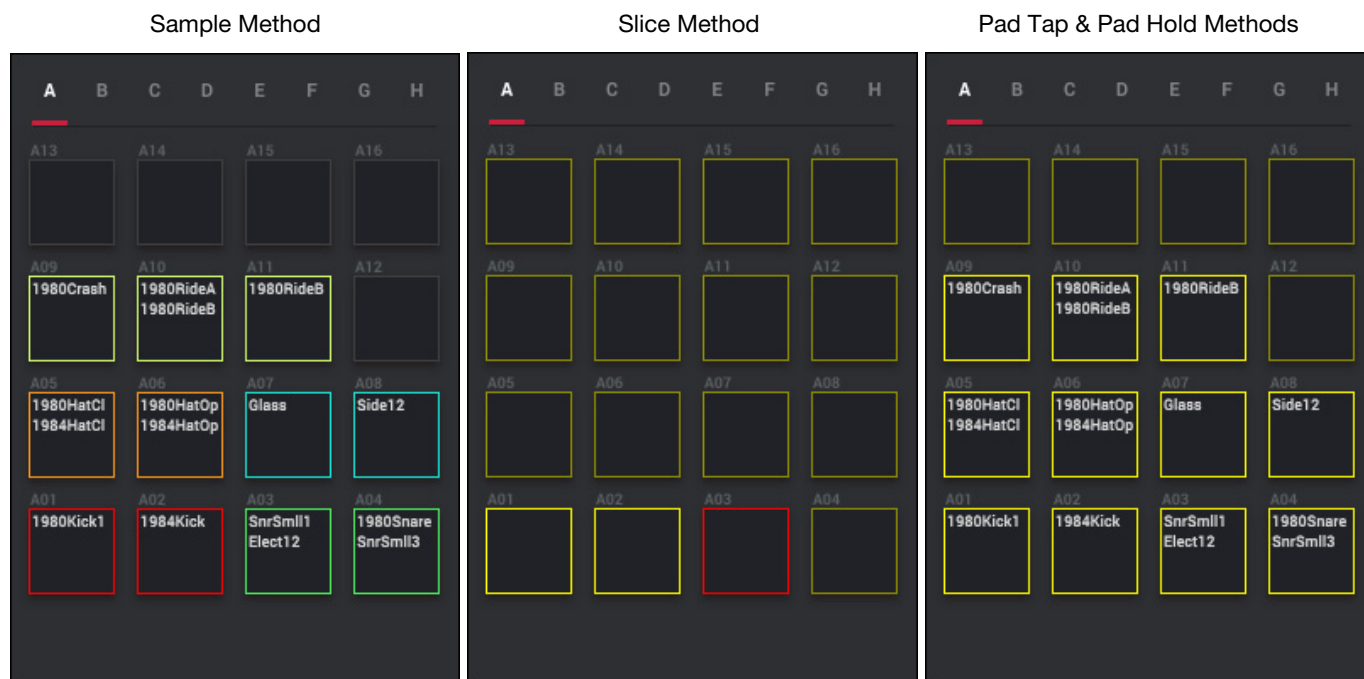 Sample Method
A B C D E F G H
A13 A14 A15 A16
A09 A10 A11 A12
1980Crash 1980RideA 1980RideB
1980RideB
A05 A06 A07 A08
1980HatCl 1980HatOp Glass Side12
1984HatCl 1984HatOp
A01 A02 A03 A04
1980Kick1 1984Kick SnrSmll1 1980Snare
Elect12 SnrSmll3
Slice Method
A B C D E F G H
A13 A14 A15 A16
A09 A10 A11 A12
A05 A06 A07 A08
A01 A02 A03 A04
Pad Tap & Pad Hold Methods
A B C D E F G H
A13 A14 A15 A16
A09 A10 A11 A12
1980Crash 1980RideA 1980RideB
1980RideB
A05 A06 A07 A08
1980HatCl 1980HatOp Glass Side12
1984HatCl 1984HatOp
A01 A02 A03 A04
1980Kick1 1984Kick SnrSmll1 1980Snare
Elect12 SnrSmll3